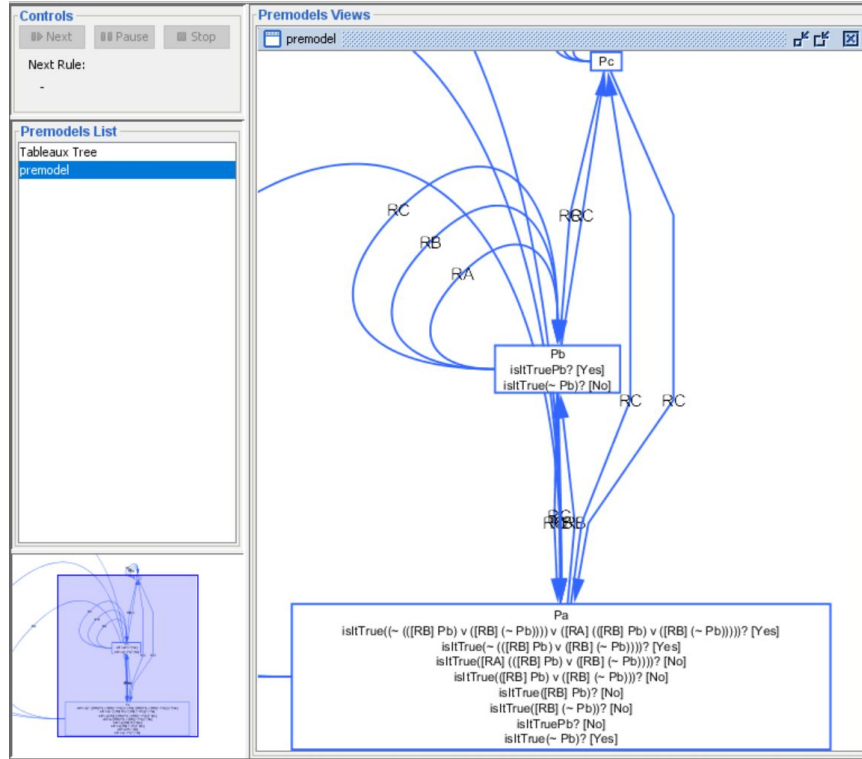 Controls
Next Pause Stop
Next Rule:
-
Premodels List
Tableaux Tree
premodel
Premodels Views
premodel
Pc
RC
RC
RC
RB
RA
Pb
isItTruePb? [Yes]
isItTrue(~ Pb)? [No]
RC RC
Pa
isItTrue((~ (([RB] Pb) v ([RB] (~ Pb)))) v ([RA] (([RB] Pb) v ([RB] (~ Pb)))))? [Yes]
isItTrue(~ (([RB] Pb) v ([RB] (~ Pb))))? [Yes]
isItTrue([RA] (([RB] Pb) v ([RB] (~ Pb))))? [No]
isItTrue(([RB] Pb) v ([RB] (~ Pb)))? [No]
isItTrue([RB] Pb)? [No]
isItTrue([RB] (~ Pb))? [No]
isItTruePb? [No]
isItTrue(~ Pb)? [Yes]